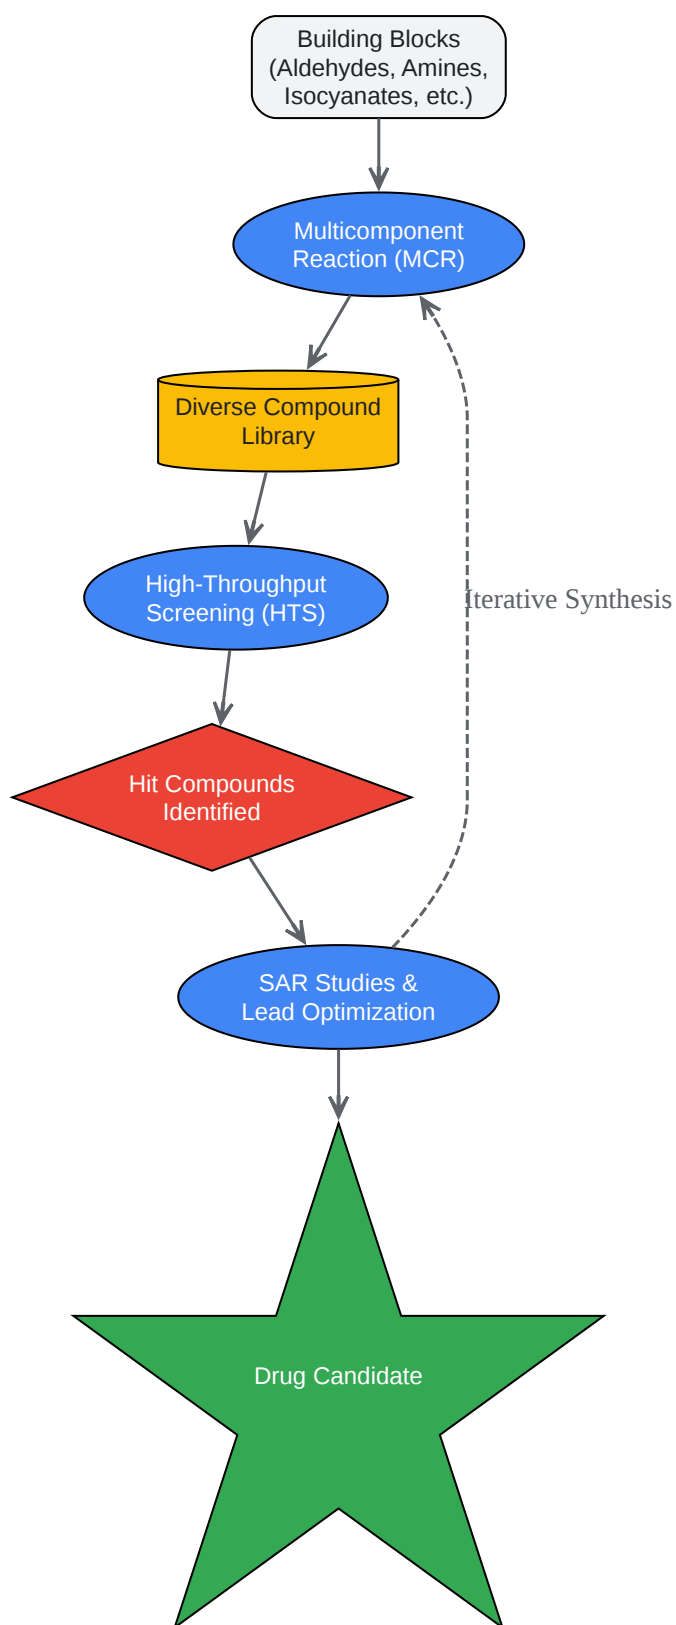 Building Blocks
(Aldehydes, Amines,
Isocyanates, etc.)
Multicomponent
Reaction (MCR)
Diverse Compound
Library
High-Throughput
Screening (HTS)
Iterative Synthesis
Hit Compounds
Identified
SAR Studies &
Lead Optimization
Drug Candidate